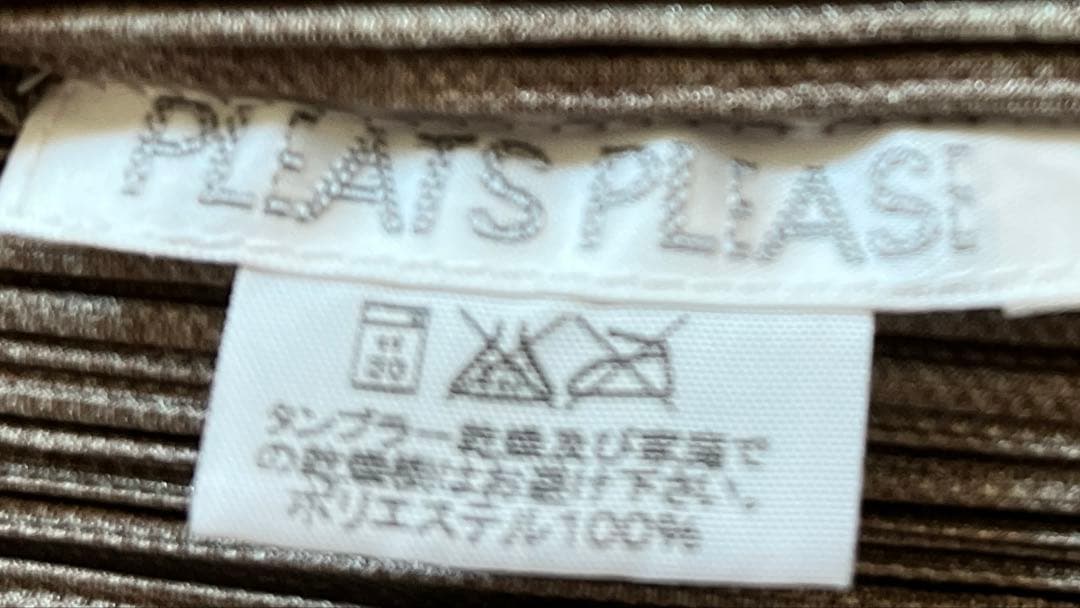 PLEATS PLEASE
タンブラー乾燥及び家庭で
の乾燥機はお避け下さい。
ポリエステル100%